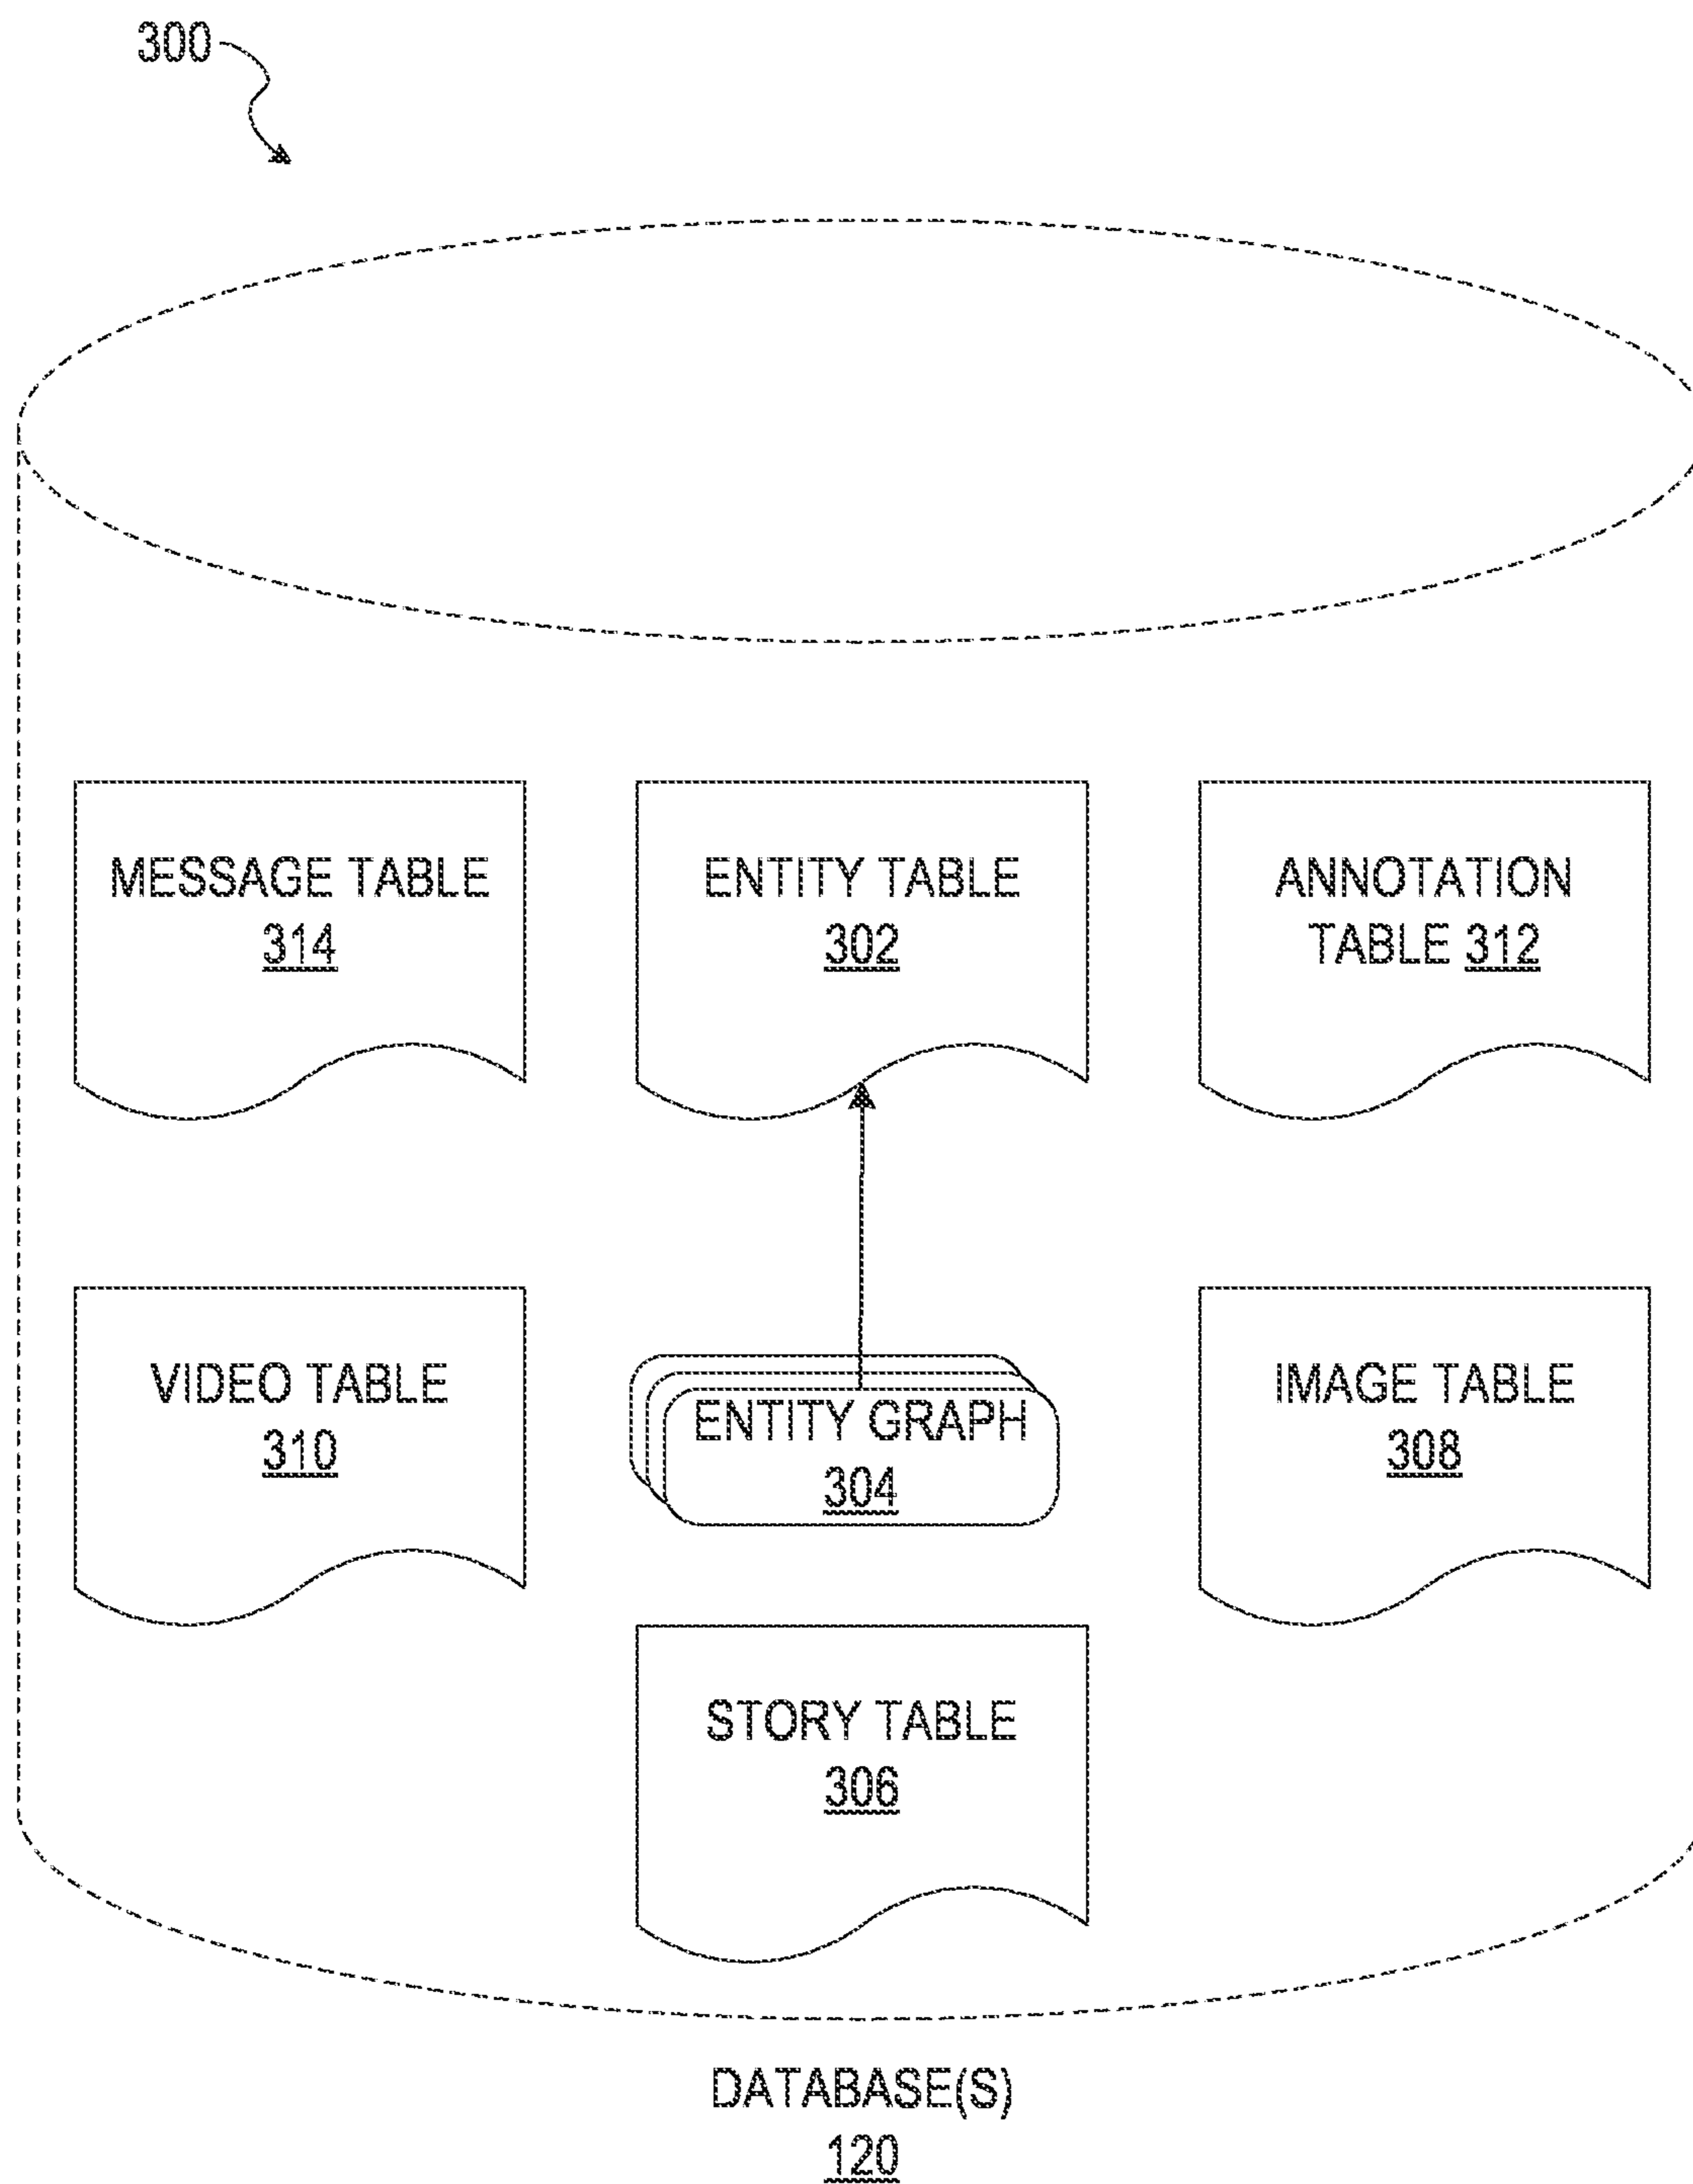 300
MESSAGE TABLE
314
ENTITY TABLE
302
ANNOTATION
TABLE 312
VIDEO TABLE
310
ENTITY GRAPH
304
IMAGE TABLE
308
STORY TABLE
306
DATABASE(S)
120